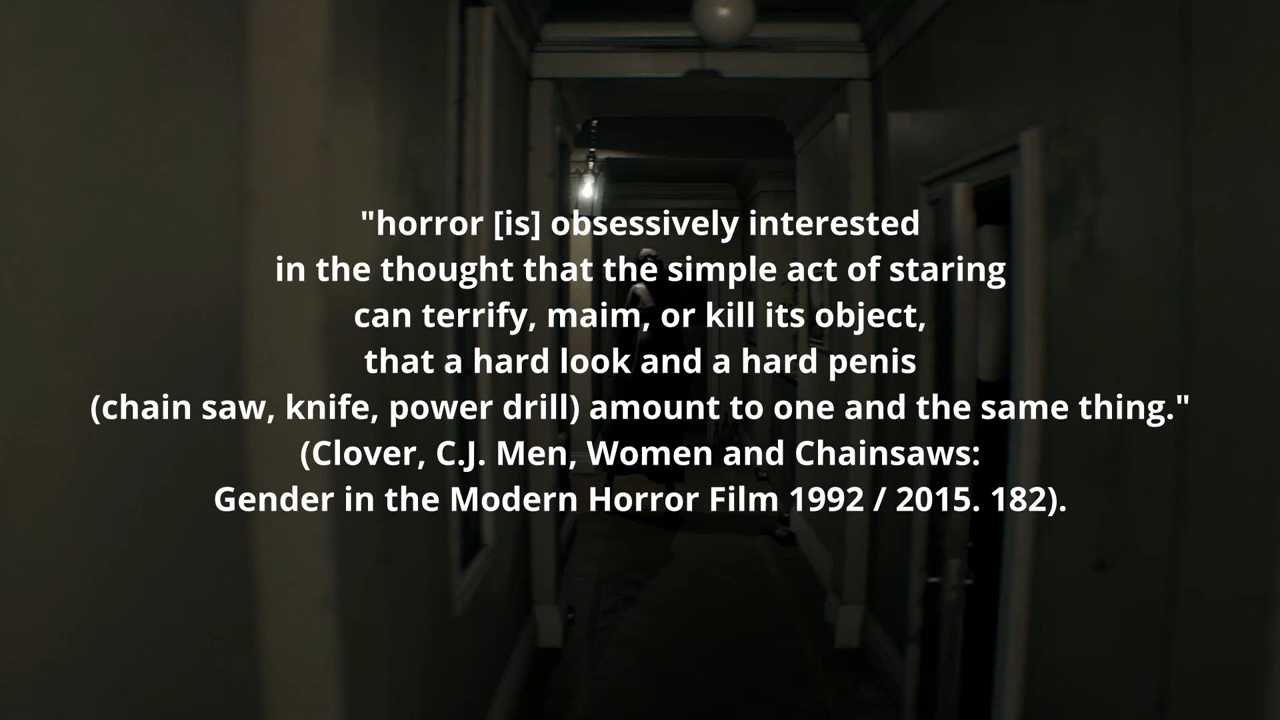 "horror [is] obsessively interested
in the thought that the simple act of staring
can terrify, maim, or kill its object,
that a hard look and a hard penis
(chain saw, knife, power drill) amount to one and the same thing."
(Clover, C.J. Men, Women and Chainsaws:
Gender in the Modern Horror Film 1992 / 2015. 182).